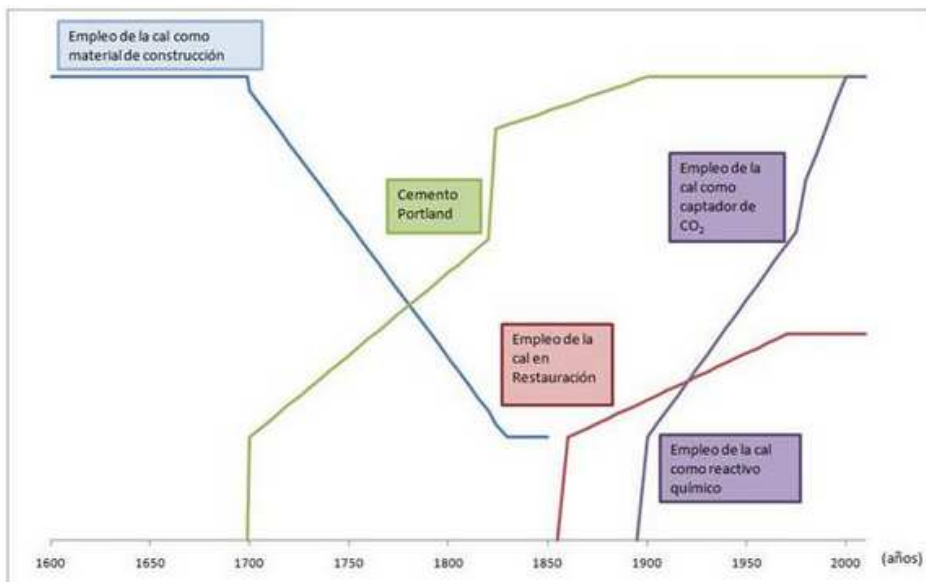 Empleo de la cal como
material de construcción
Cemento
Portland
Empleo de la
cal como
captador de
CO₂
Empleo de la
cal en
Restauración
Empleo de la cal
como reactivo
químico
1600 1650 1700 1750 1800 1850 1900 1950 2000 (años)